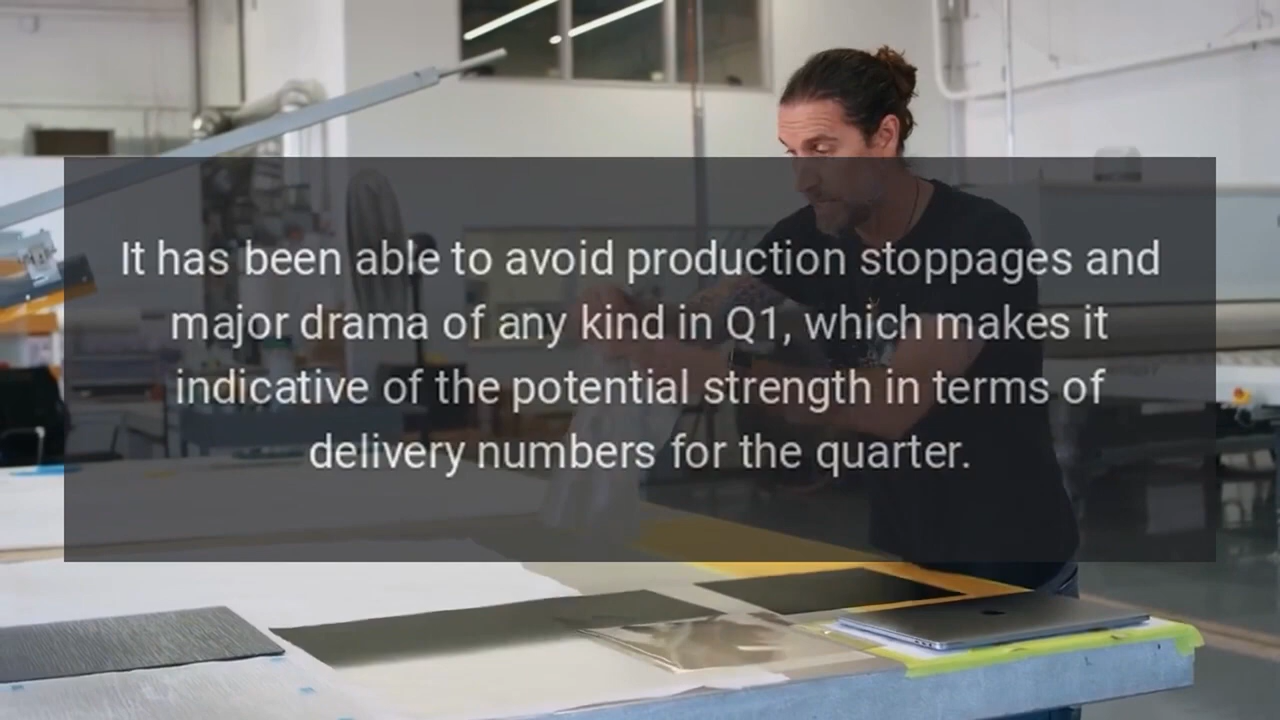 It has been able to avoid production stoppages and
major drama of any kind in Q1, which makes it
indicative of the potential strength in terms of
delivery numbers for the quarter.